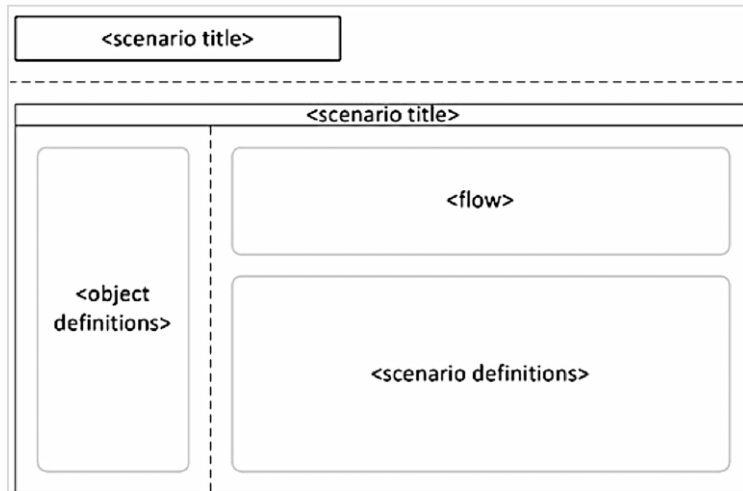 <scenario title>
<scenario title>
<flow>
<object
definitions>
<scenario definitions>